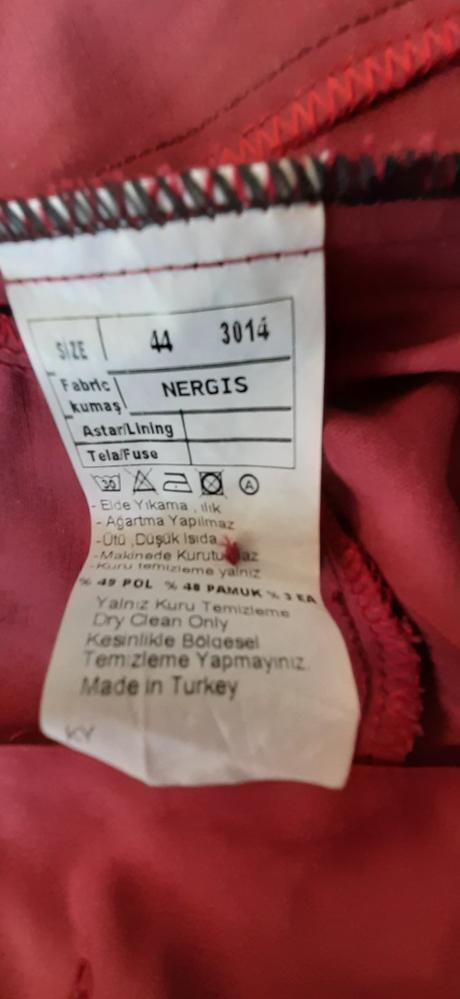 SIZE 44 3014
Fabric NERGIS
kumaş
Astar/Lining
Tela/Fuse
30 A
- Elde Yıkama , ılık
- Ağartma Yapılmaz
-Ütü ,Düşük Isıda
-Makinede
-Kuru temizleme yalnız
% 49 POL % 48 PAMUK % 3 EA
Yalnız Kuru Temizleme
Dry Clean Only
Kesinlikle Bölgesel
Temizleme Yapmayınız.
Made in Turkey
KY